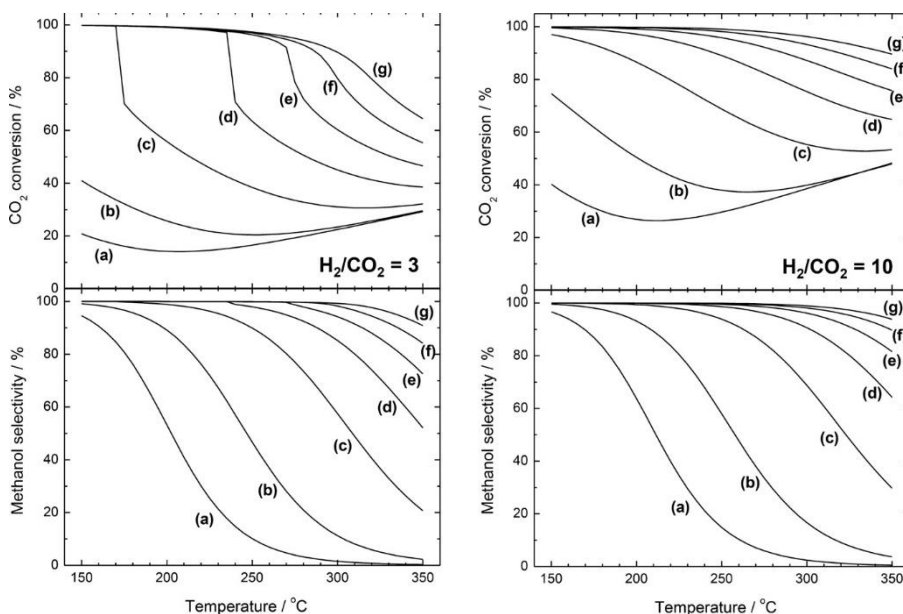 CO₂ conversion / %
100
80
60
40
20
0
(a)
(b)
(c)
(d)
(e)
(f)
(g)
H₂/CO₂ = 3
CO₂ conversion / %
100
80
60
40
20
0
(a)
(b)
(c)
(d)
(e)
(f)
(g)
H₂/CO₂ = 10
Methanol selectivity / %
100
80
60
40
20
0
(a)
(b)
(c)
(d)
(e)
(f)
(g)
150 200 250 300 350
Temperature / °C
Methanol selectivity / %
100
80
60
40
20
0
(a)
(b)
(c)
(d)
(e)
(f)
(g)
150 200 250 300 350
Temperature / °C